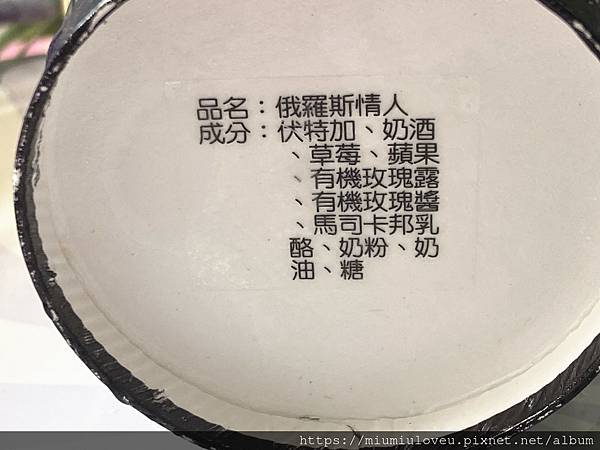 品名：俄羅斯情人
成分：伏特加、奶酒
、草莓、蘋果
、有機玫瑰露
、有機玫瑰醬
、馬司卡邦乳
酪、奶粉、奶
油、糖
https://miumiuloveu.pixnet.net/album